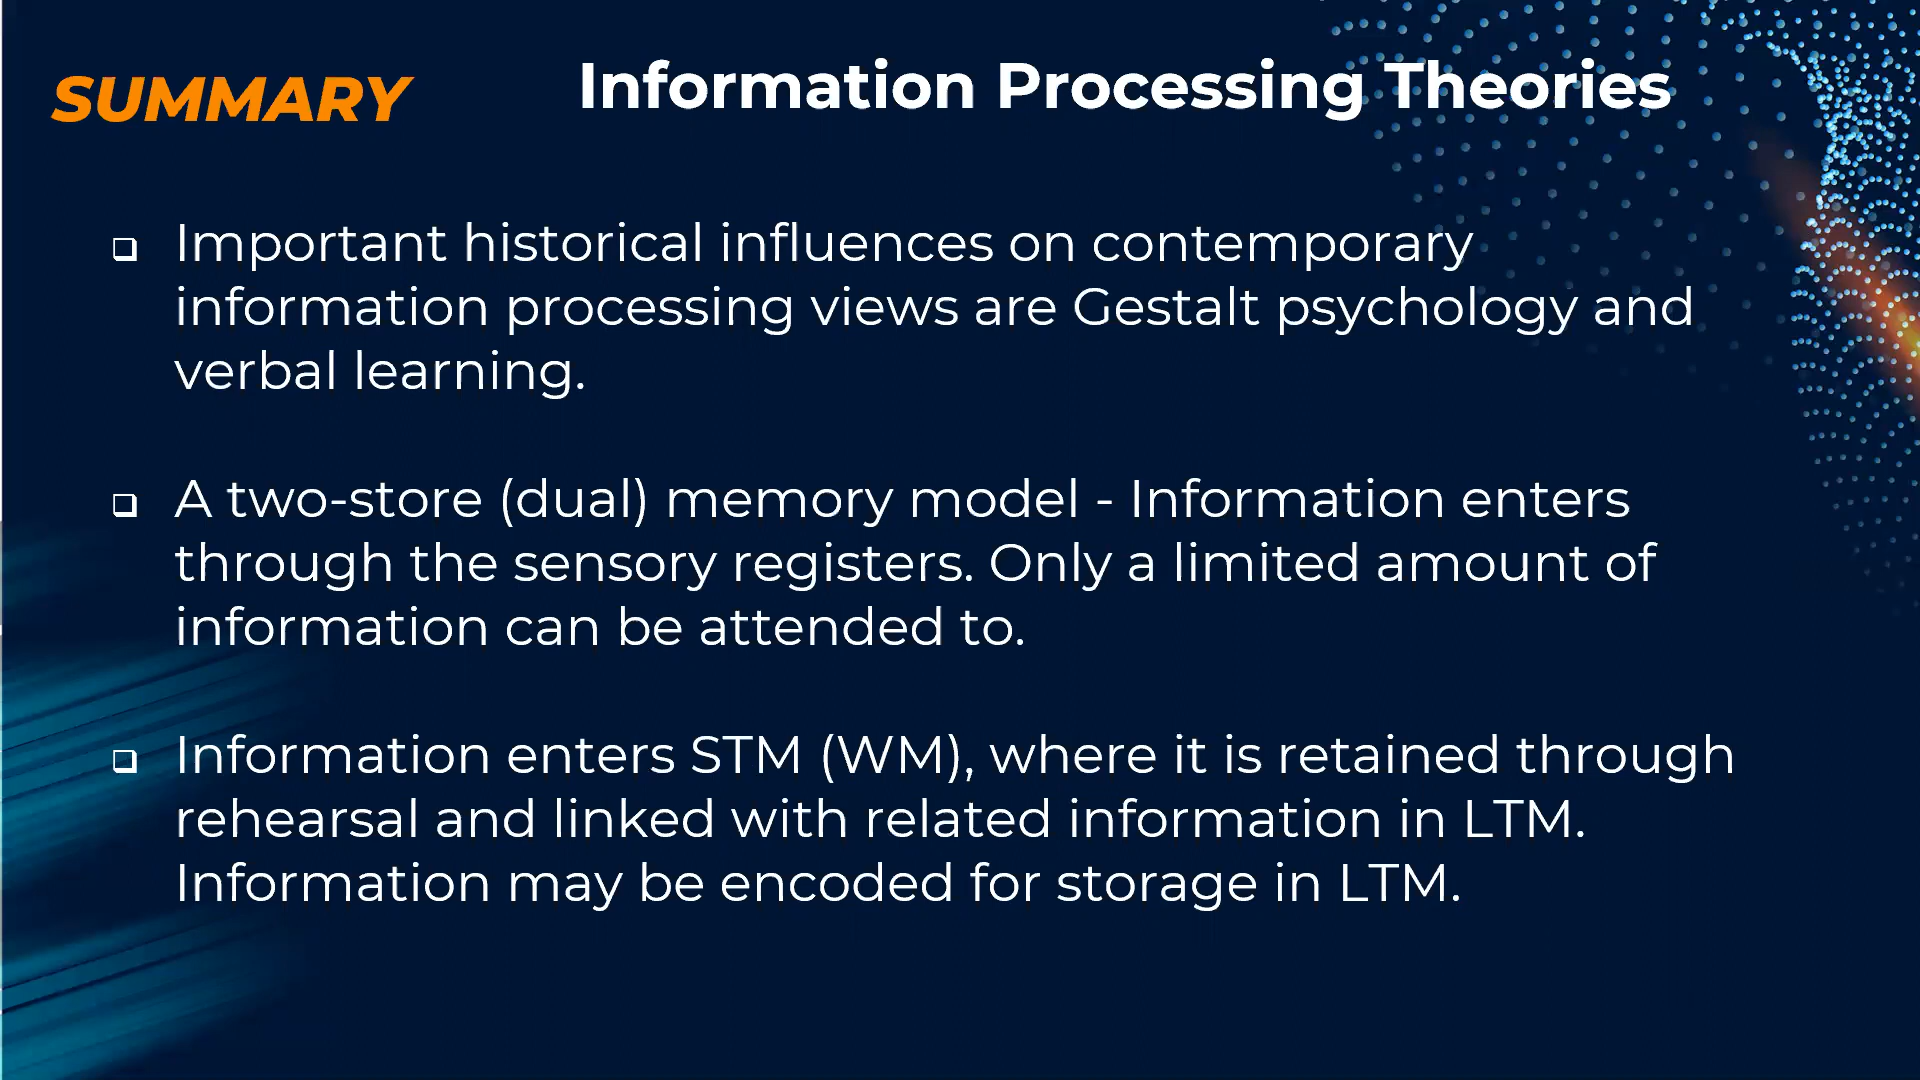 SUMMARY
Information Processing Theories
❑ Important historical influences on contemporary
information processing views are Gestalt psychology and
verbal learning.
❑ A two-store (dual) memory model - Information enters
through the sensory registers. Only a limited amount of
information can be attended to.
❑ Information enters STM (WM), where it is retained through
rehearsal and linked with related information in LTM.
Information may be encoded for storage in LTM.